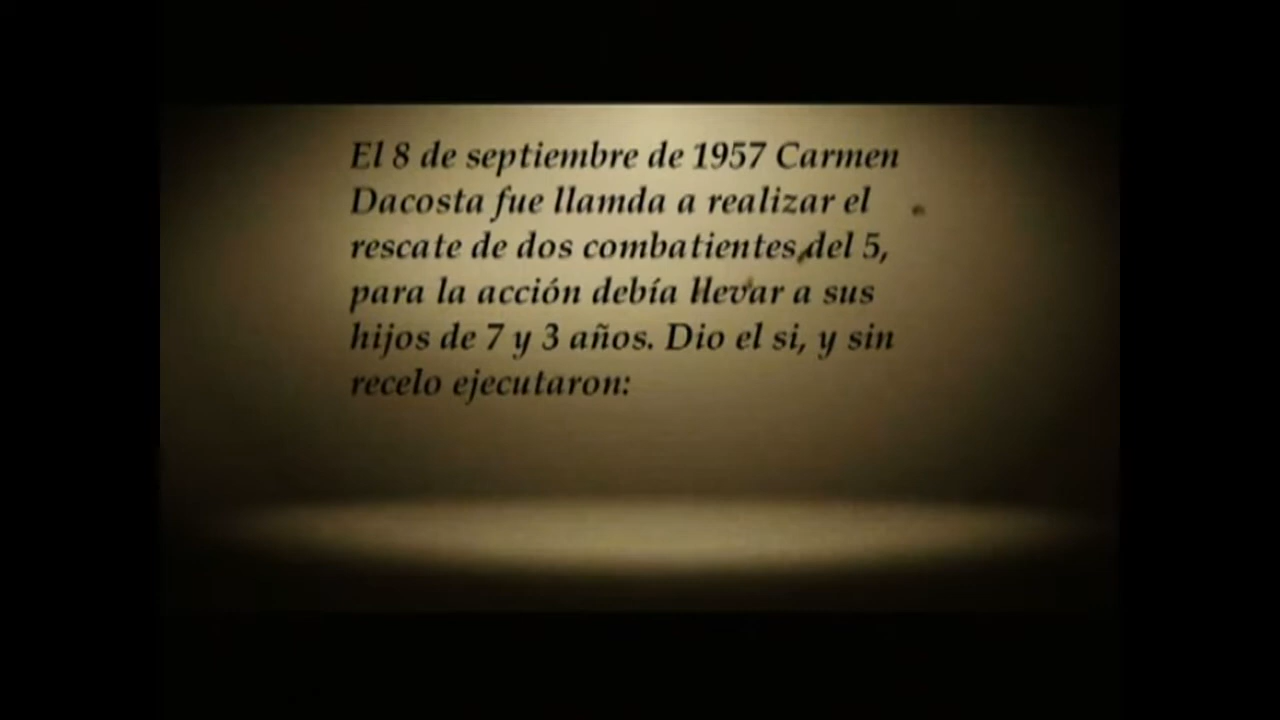 El 8 de septiembre de 1957 Carmen
Dacosta fue llamda a realizar el
rescate de dos combatientes del 5,
para la acción debía llevar a sus
hijos de 7 y 3 años. Dio el si, y sin
recelo ejecutaron: